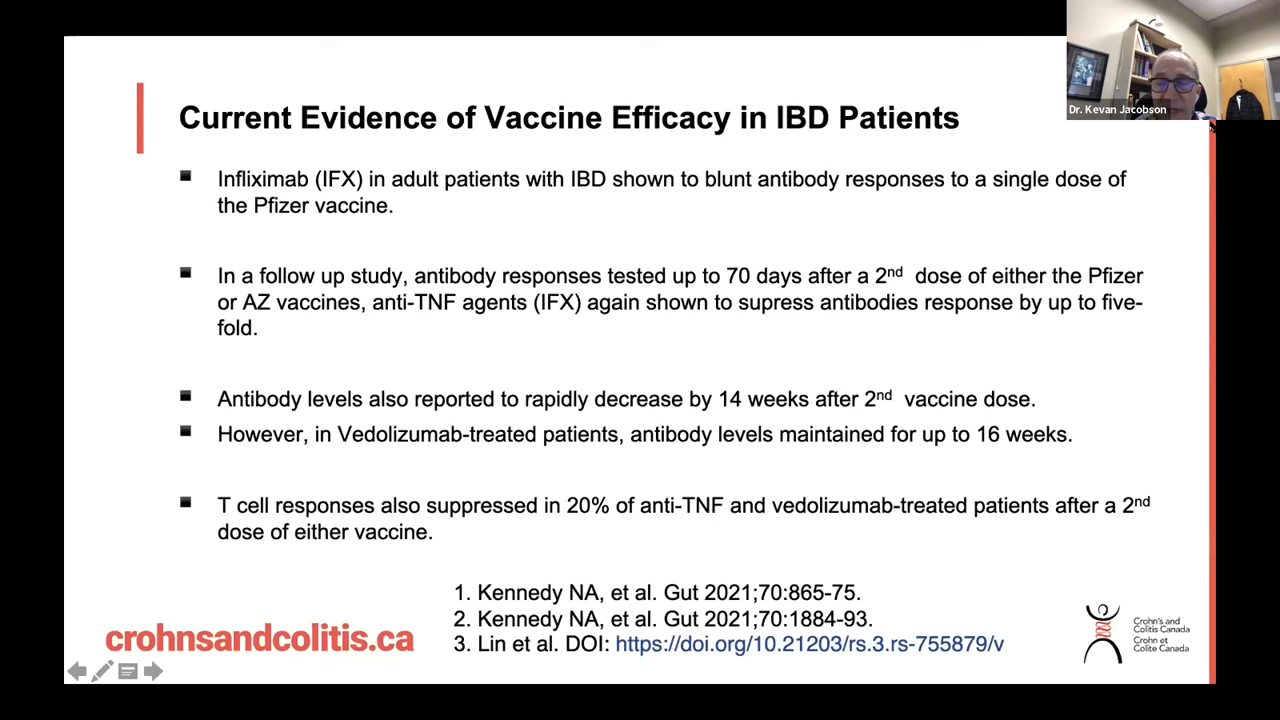 Dr. Kevan Jacobson
Current Evidence of Vaccine Efficacy in IBD Patients
Infliximab (IFX) in adult patients with IBD shown to blunt antibody responses to a single dose of
the Pfizer vaccine.
In a follow up study, antibody responses tested up to 70 days after a 2nd dose of either the Pfizer
or AZ vaccines, anti-TNF agents (IFX) again shown to supress antibodies response by up to five-
fold.
Antibody levels also reported to rapidly decrease by 14 weeks after 2nd vaccine dose.
However, in Vedolizumab-treated patients, antibody levels maintained for up to 16 weeks.
T cell responses also suppressed in 20% of anti-TNF and vedolizumab-treated patients after a 2nd
dose of either vaccine.
1. Kennedy NA, et al. Gut 2021;70:865-75.
2. Kennedy NA, et al. Gut 2021;70:1884-93.
3. Lin et al. DOI: https://doi.org/10.21203/rs.3.rs-755879/v
crohnsandcolitis.ca
Crohn's and
Colitis Canada
Crohn et
Colite Canada